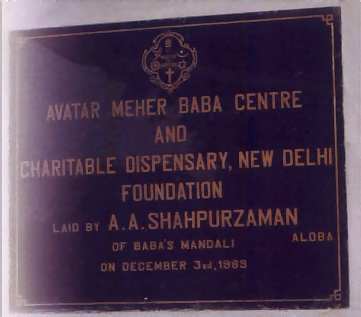 AVATAR MEHER BABA CENTRE
AND
CHARITABLE DISPENSARY, NEW DELHI
FOUNDATION
LAID BY A.A. SHAHPURZAMAN
ALOBA
OF BABA'S MANDALI
ON DECEMBER 3rd, 1989